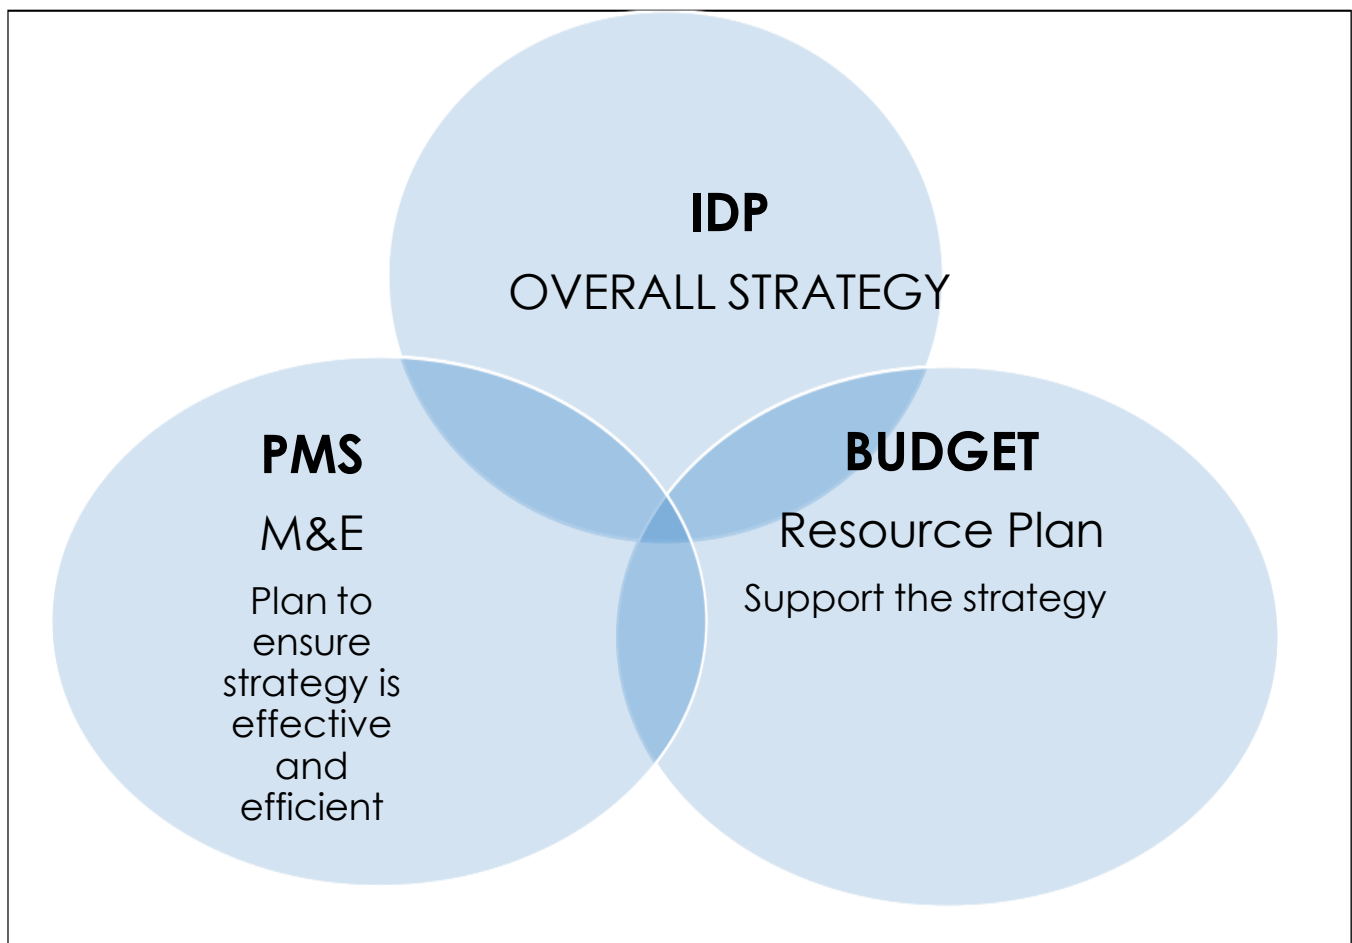 IDP
OVERALL STRATEGY
PMS
M&E
Plan to
ensure
strategy is
effective
and
efficient
BUDGET
Resource Plan
Support the strategy